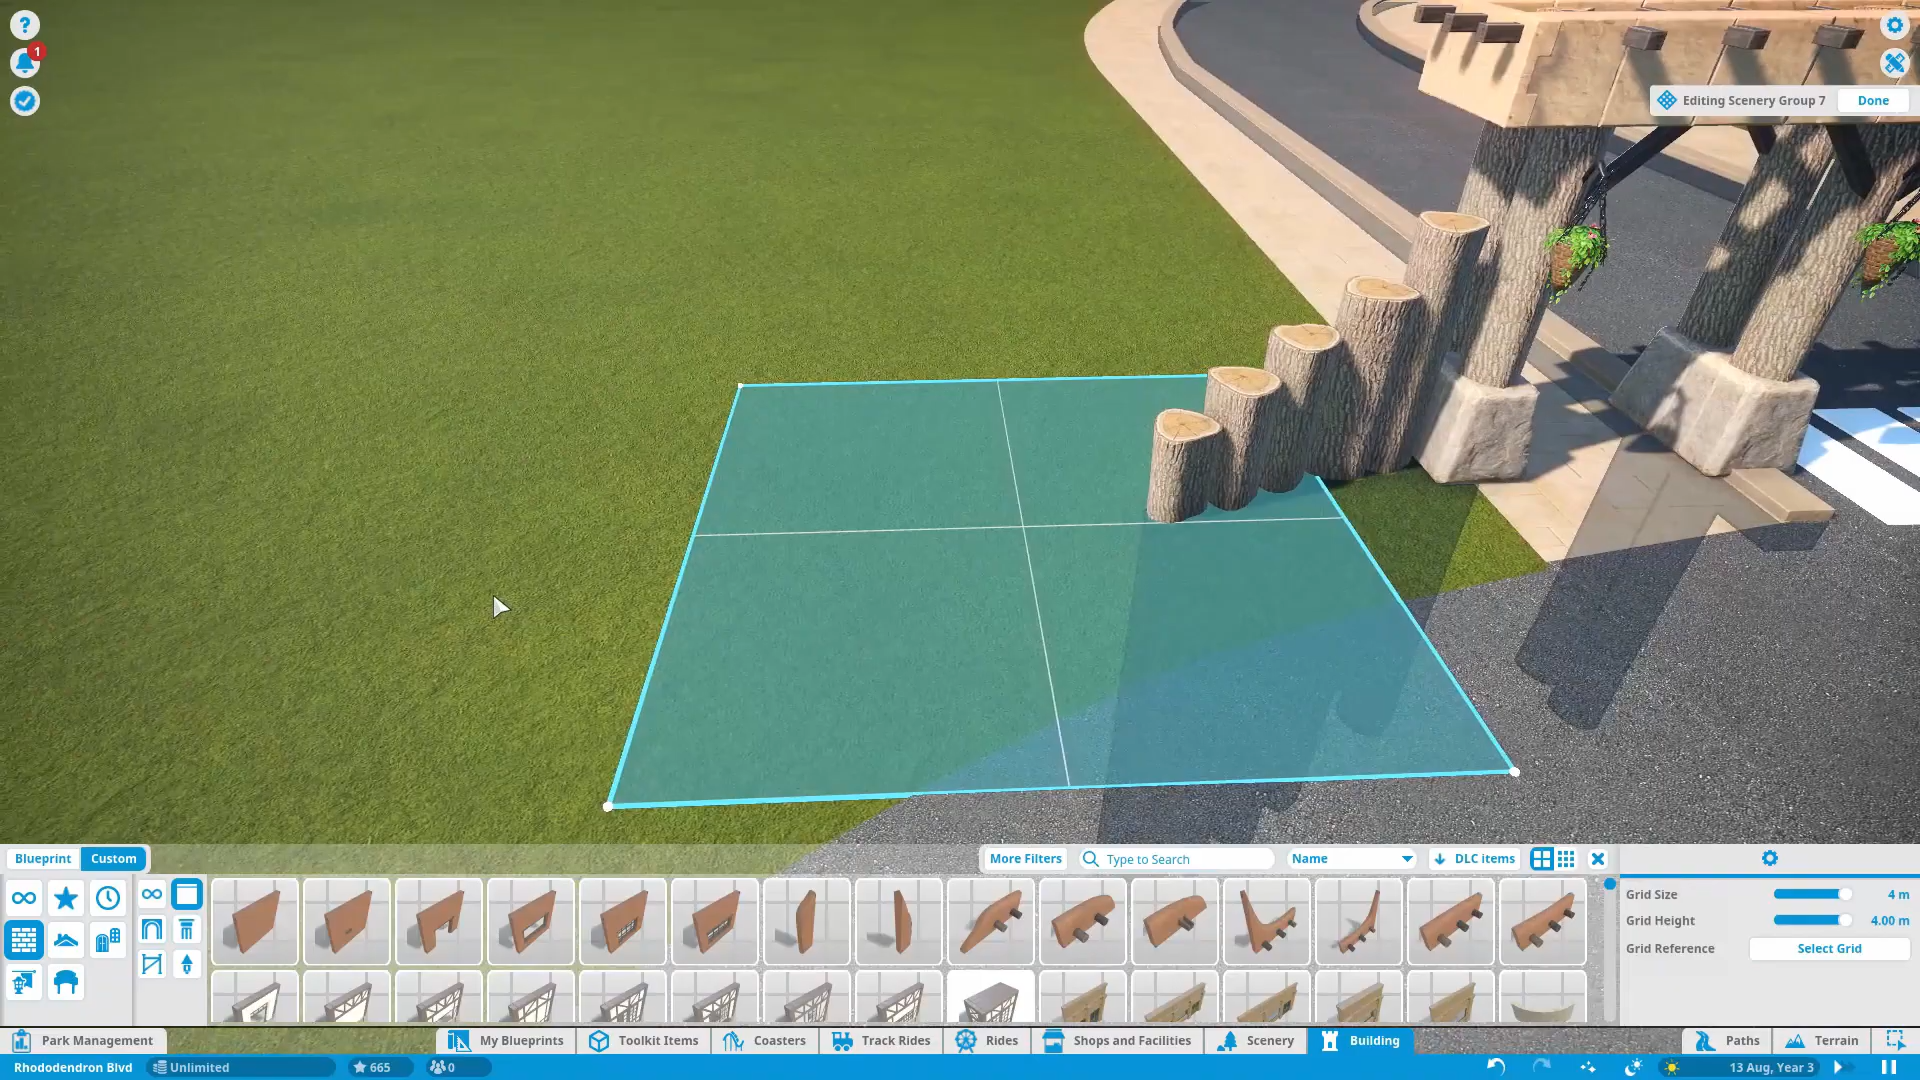 ?
1
Editing Scenery Group 7
Done
Blueprint
Custom
More Filters
Type to Search
Name
DLC items
Grid Size
4 m
Grid Height
4.00 m
Grid Reference
Select Grid
Park Management
My Blueprints
Toolkit Items
Coasters
Track Rides
Rides
Shops and Facilities
Scenery
Building
Paths
Terrain
Rhododendron Blvd
Unlimited
665
0
13 Aug, Year 3